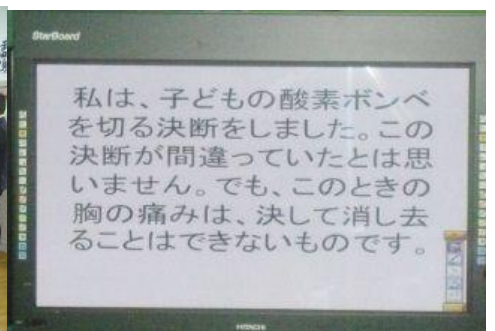 StarBoard
私は、子どもの酸素ボンベ
を切る決断をしました。この
決断が間違っていたとは思
いません。でも、このときの
胸の痛みは、決して消し去
ることはできないものです。
HITACHI